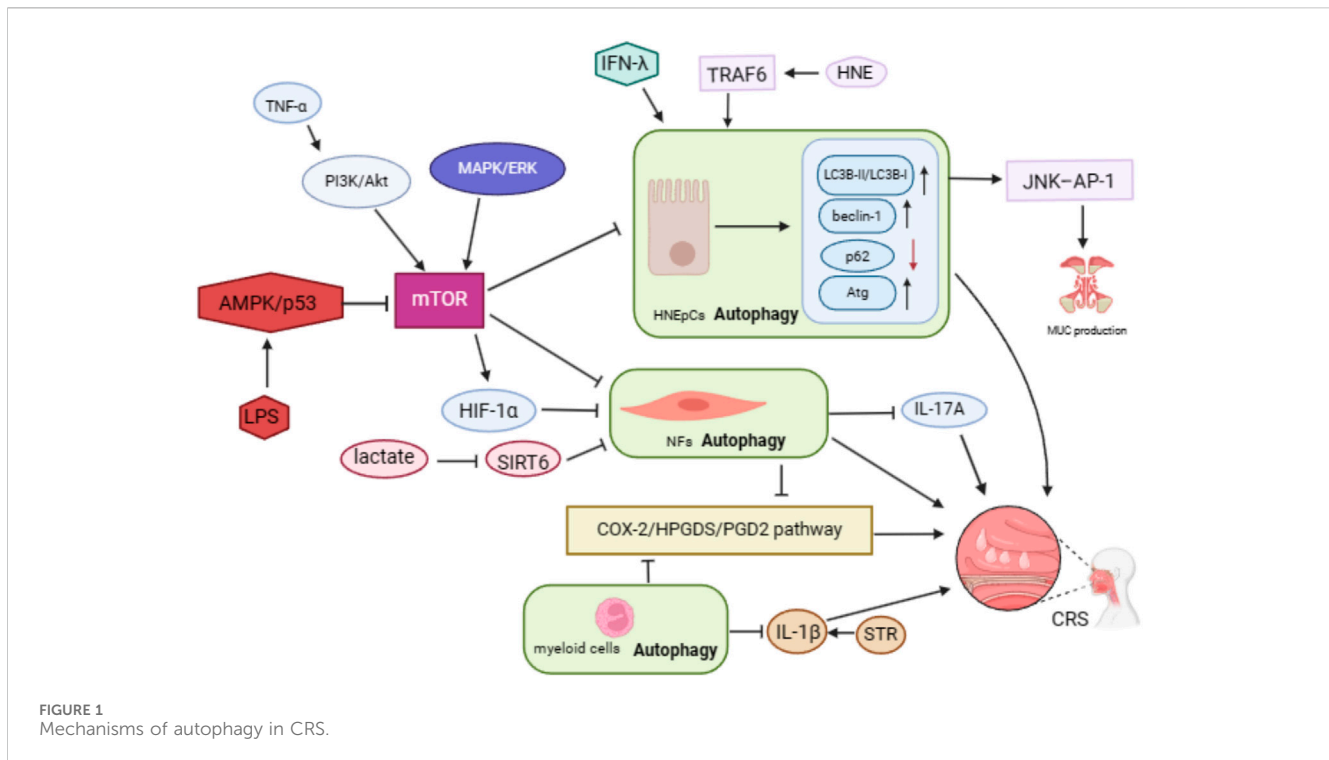 IFN-λ
TRAF6
HNE
TNF-α
PI3K/Akt
MAPK/ERK
LC3B-II/LC3B-I
beclin-1
p62
Atg
HNEpCs Autophagy
JNK–AP-1
MUC production
AMPK/p53
mTOR
LPS
HIF-1α
lactate
SIRT6
NFs Autophagy
IL-17A
COX-2/HPGDS/PGD2 pathway
myeloid cells Autophagy
IL-1β
STR
CRS
FIGURE 1
Mechanisms of autophagy in CRS.